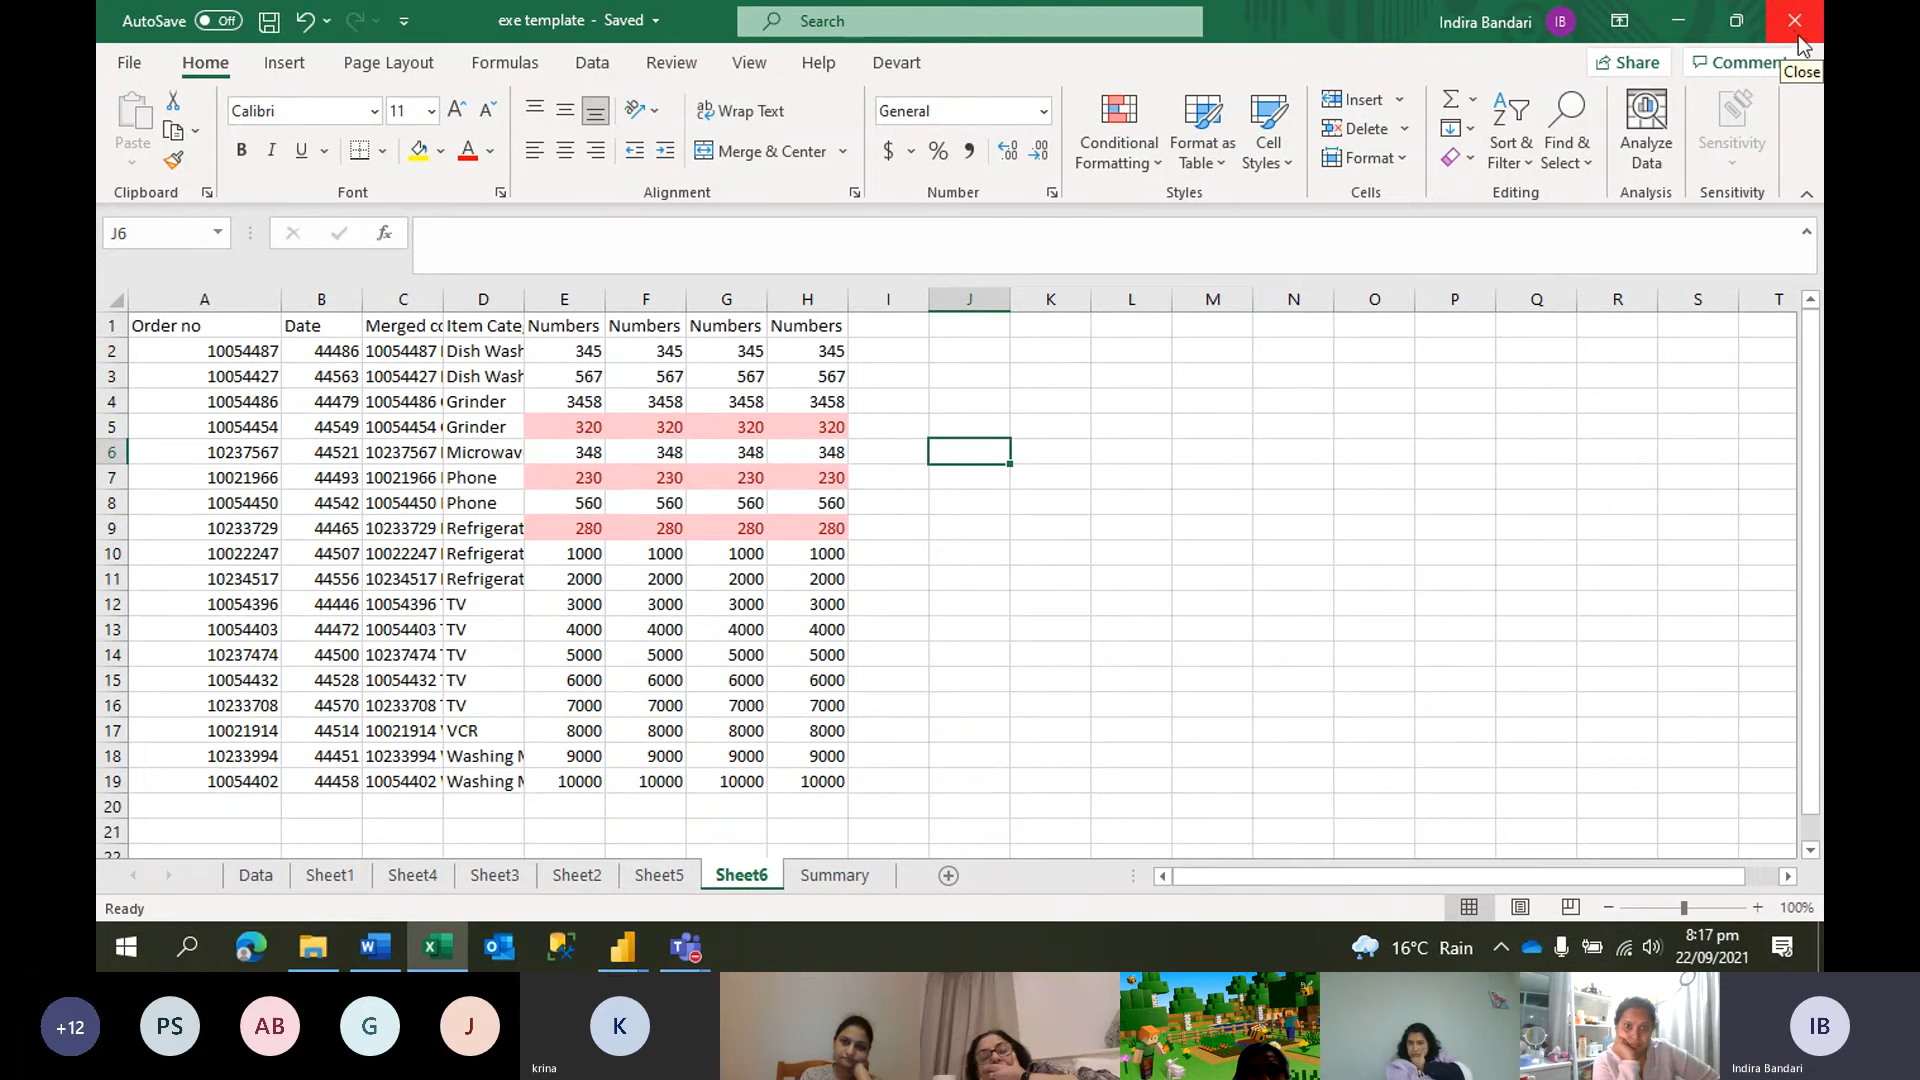 AutoSave Off exe template - Saved Search Indira Bandari IB
File Home Insert Page Layout Formulas Data Review View Help Devart Share Commen
Close
Calibri 11 Wrap Text General Insert
Paste Merge & Center Conditional Formatting Format as Table Cell Styles Delete Sort & Filter Find & Select Analyze Data Sensitivity
Format
Clipboard Font Alignment Number Styles Cells Editing Analysis Sensitivity
J6 fx
A B C D E F G H I J K L M N O P Q R S T
1 Order no Date Merged co Item Cate Numbers Numbers Numbers Numbers
2 10054487 44486 10054487 Dish Wash 345 345 345 345
3 10054427 44563 10054427 Dish Wash 567 567 567 567
4 10054486 44479 10054486 Grinder 3458 3458 3458 3458
5 10054454 44549 10054454 Grinder 320 320 320 320
6 10237567 44521 10237567 Microwav 348 348 348 348
7 10021966 44493 10021966 Phone 230 230 230 230
8 10054450 44542 10054450 Phone 560 560 560 560
9 10233729 44465 10233729 Refrigerat 280 280 280 280
10 10022247 44507 10022247 Refrigerat 1000 1000 1000 1000
11 10234517 44556 10234517 Refrigerat 2000 2000 2000 2000
12 10054396 44446 10054396 TV 3000 3000 3000 3000
13 10054403 44472 10054403 TV 4000 4000 4000 4000
14 10237474 44500 10237474 TV 5000 5000 5000 5000
15 10054432 44528 10054432 TV 6000 6000 6000 6000
16 10233708 44570 10233708 TV 7000 7000 7000 7000
17 10021914 44514 10021914 VCR 8000 8000 8000 8000
18 10233994 44451 10233994 Washing M 9000 9000 9000 9000
19 10054402 44458 10054402 Washing M 10000 10000 10000 10000
20
21
22
Data Sheet1 Sheet4 Sheet3 Sheet2 Sheet5 Sheet6 Summary
Ready 100%
16°C Rain 8:17 pm
22/09/2021
+12 PS AB G J K IB
krina Indira Bandari